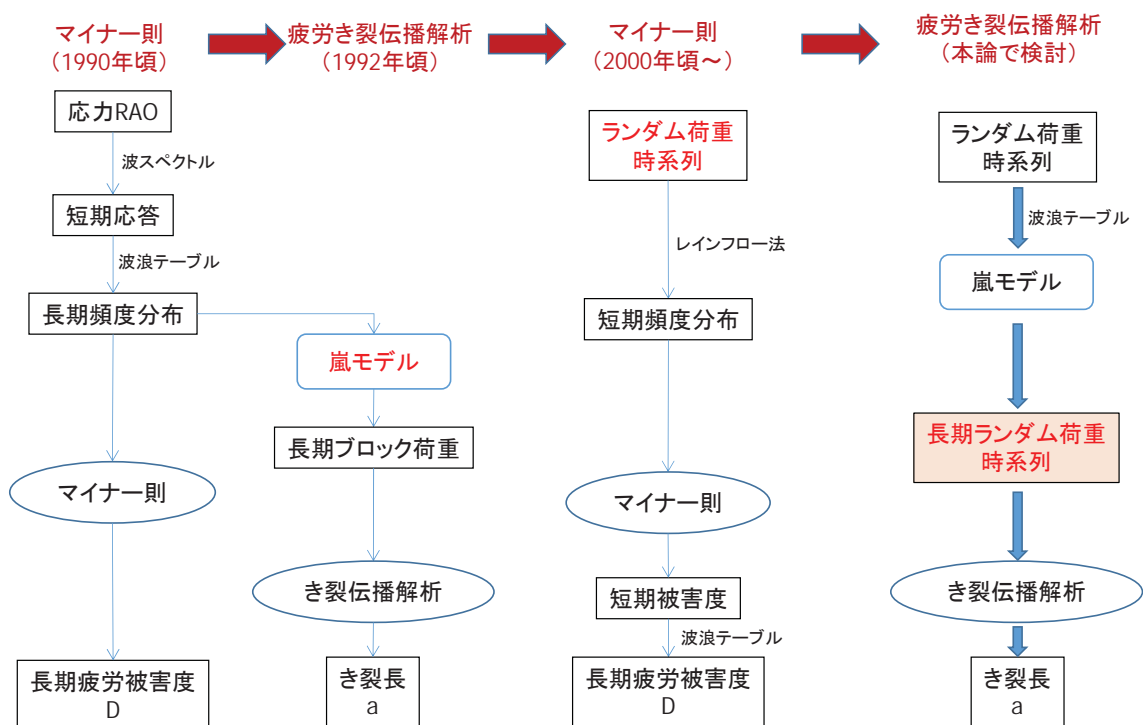 マイナー則
（1990年頃）
疲労き裂伝播解析
（1992年頃）
マイナー則
（2000年頃～）
疲労き裂伝播解析
（本論で検討）
応力RAO
波スペクトル
短期応答
波浪テーブル
長期頻度分布
マイナー則
長期疲労被害度
D
嵐モデル
長期ブロック荷重
き裂伝播解析
き裂長
a
ランダム荷重
時系列
レインフロー法
短期頻度分布
マイナー則
短期被害度
波浪テーブル
長期疲労被害度
D
ランダム荷重
時系列
波浪テーブル
嵐モデル
長期ランダム荷重
時系列
き裂伝播解析
き裂長
a